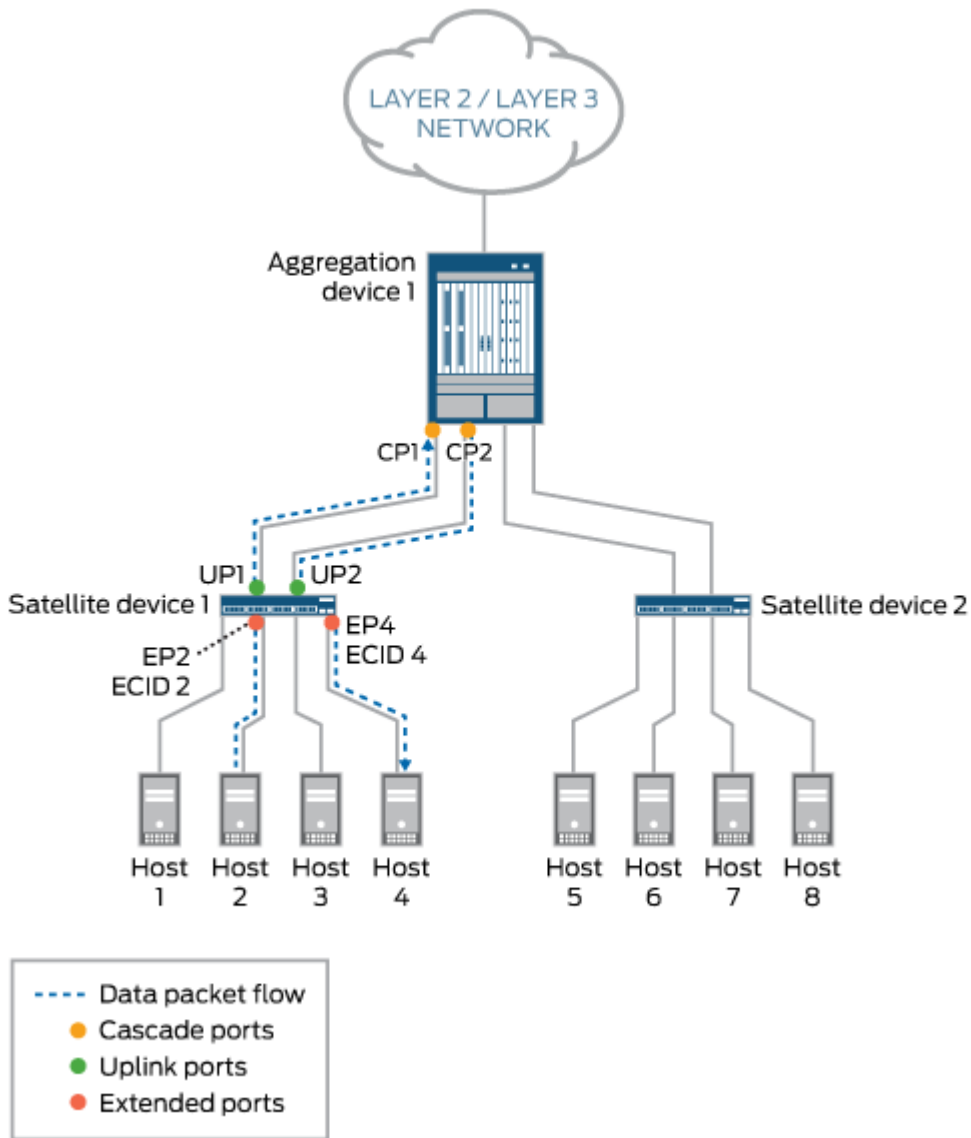 LAYER 2 / LAYER 3
NETWORK
Aggregation
device 1
CP1 CP2
UP1 UP2
Satellite device 1
Satellite device 2
EP2
ECID 2
EP4
ECID 4
Host
1
Host
2
Host
3
Host
4
Host
5
Host
6
Host
7
Host
8
Data packet flow
Cascade ports
Uplink ports
Extended ports